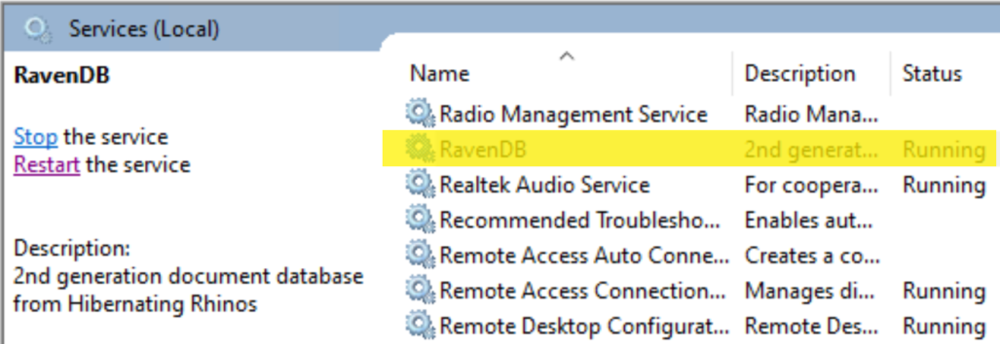 Services (Local)
RavenDB
Stop the service
Restart the service
Description:
2nd generation document database
from Hibernating Rhinos
Name Description Status
Radio Management Service Radio Mana...
RavenDB 2nd generat... Running
Realtek Audio Service For coopera... Running
Recommended Troublesho... Enables aut...
Remote Access Auto Conne... Creates a co...
Remote Access Connection... Manages di... Running
Remote Desktop Configurat... Remote Des... Running